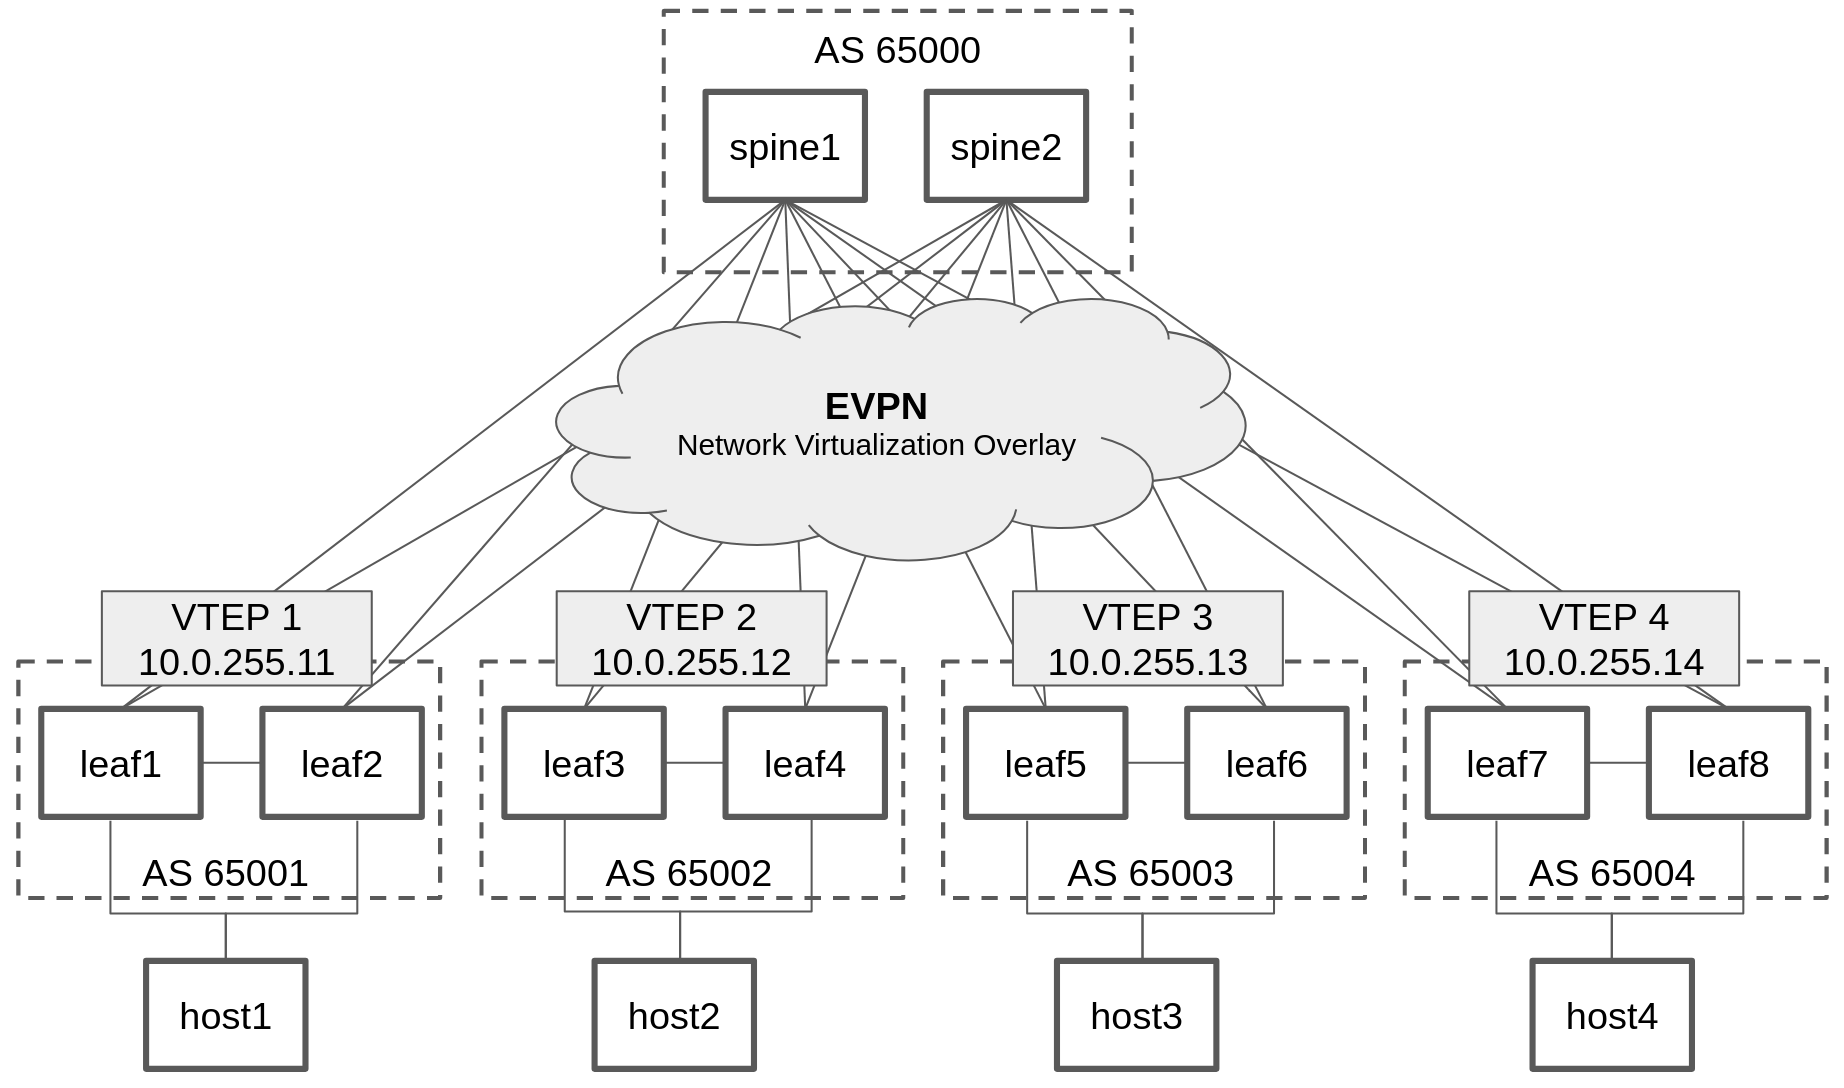 AS 65000
spine1
spine2
EVPN
Network Virtualization Overlay
VTEP 1
10.0.255.11
VTEP 2
10.0.255.12
VTEP 3
10.0.255.13
VTEP 4
10.0.255.14
leaf1
leaf2
leaf3
leaf4
leaf5
leaf6
leaf7
leaf8
AS 65001
AS 65002
AS 65003
AS 65004
host1
host2
host3
host4